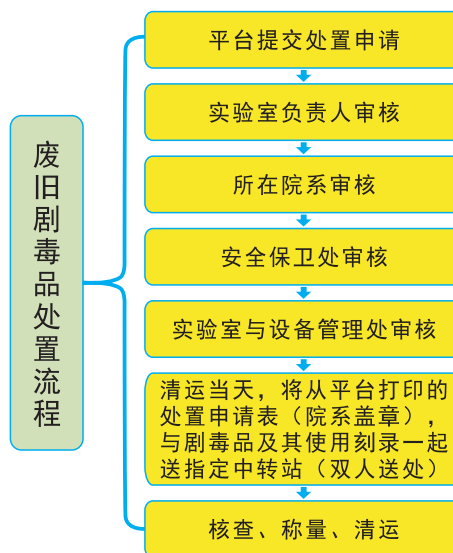 废旧剧毒品处置流程
平台提交处置申请
实验室负责人审核
所在院系审核
安全保卫处审核
实验室与设备管理处审核
清运当天，将从平台打印的
处置申请表（院系盖章），
与剧毒品及其使用刻录一起
送指定中转站（双人送处）
核查、称量、清运